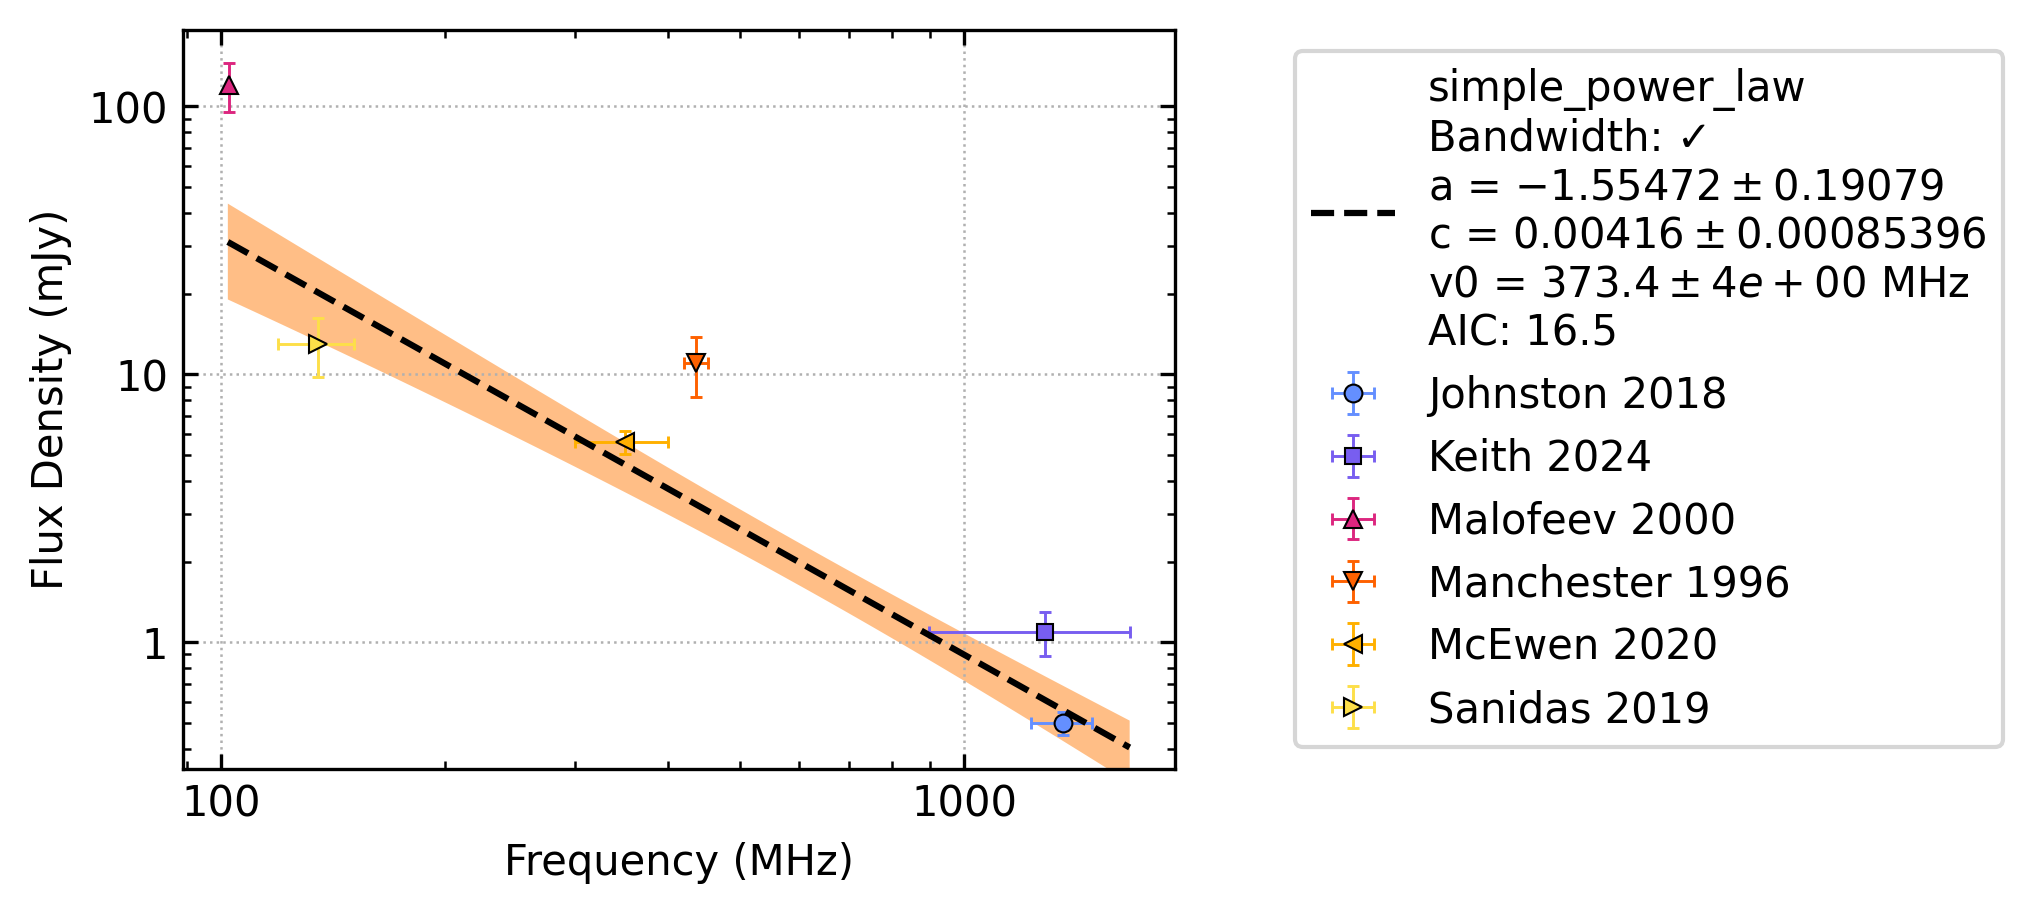 100
10
1
Flux Density (mJy)
100
1000
Frequency (MHz)
simple_power_law
Bandwidth: ✓
a = −1.55472 ± 0.19079
c = 0.00416 ± 0.00085396
v0 = 373.4 ± 4e + 00 MHz
AIC: 16.5
Johnston 2018
Keith 2024
Malofeev 2000
Manchester 1996
McEwen 2020
Sanidas 2019